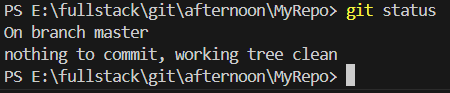 PS E:\fullstack\git\afternoon\MyRepo> git status
On branch master
nothing to commit, working tree clean
PS E:\fullstack\git\afternoon\MyRepo>